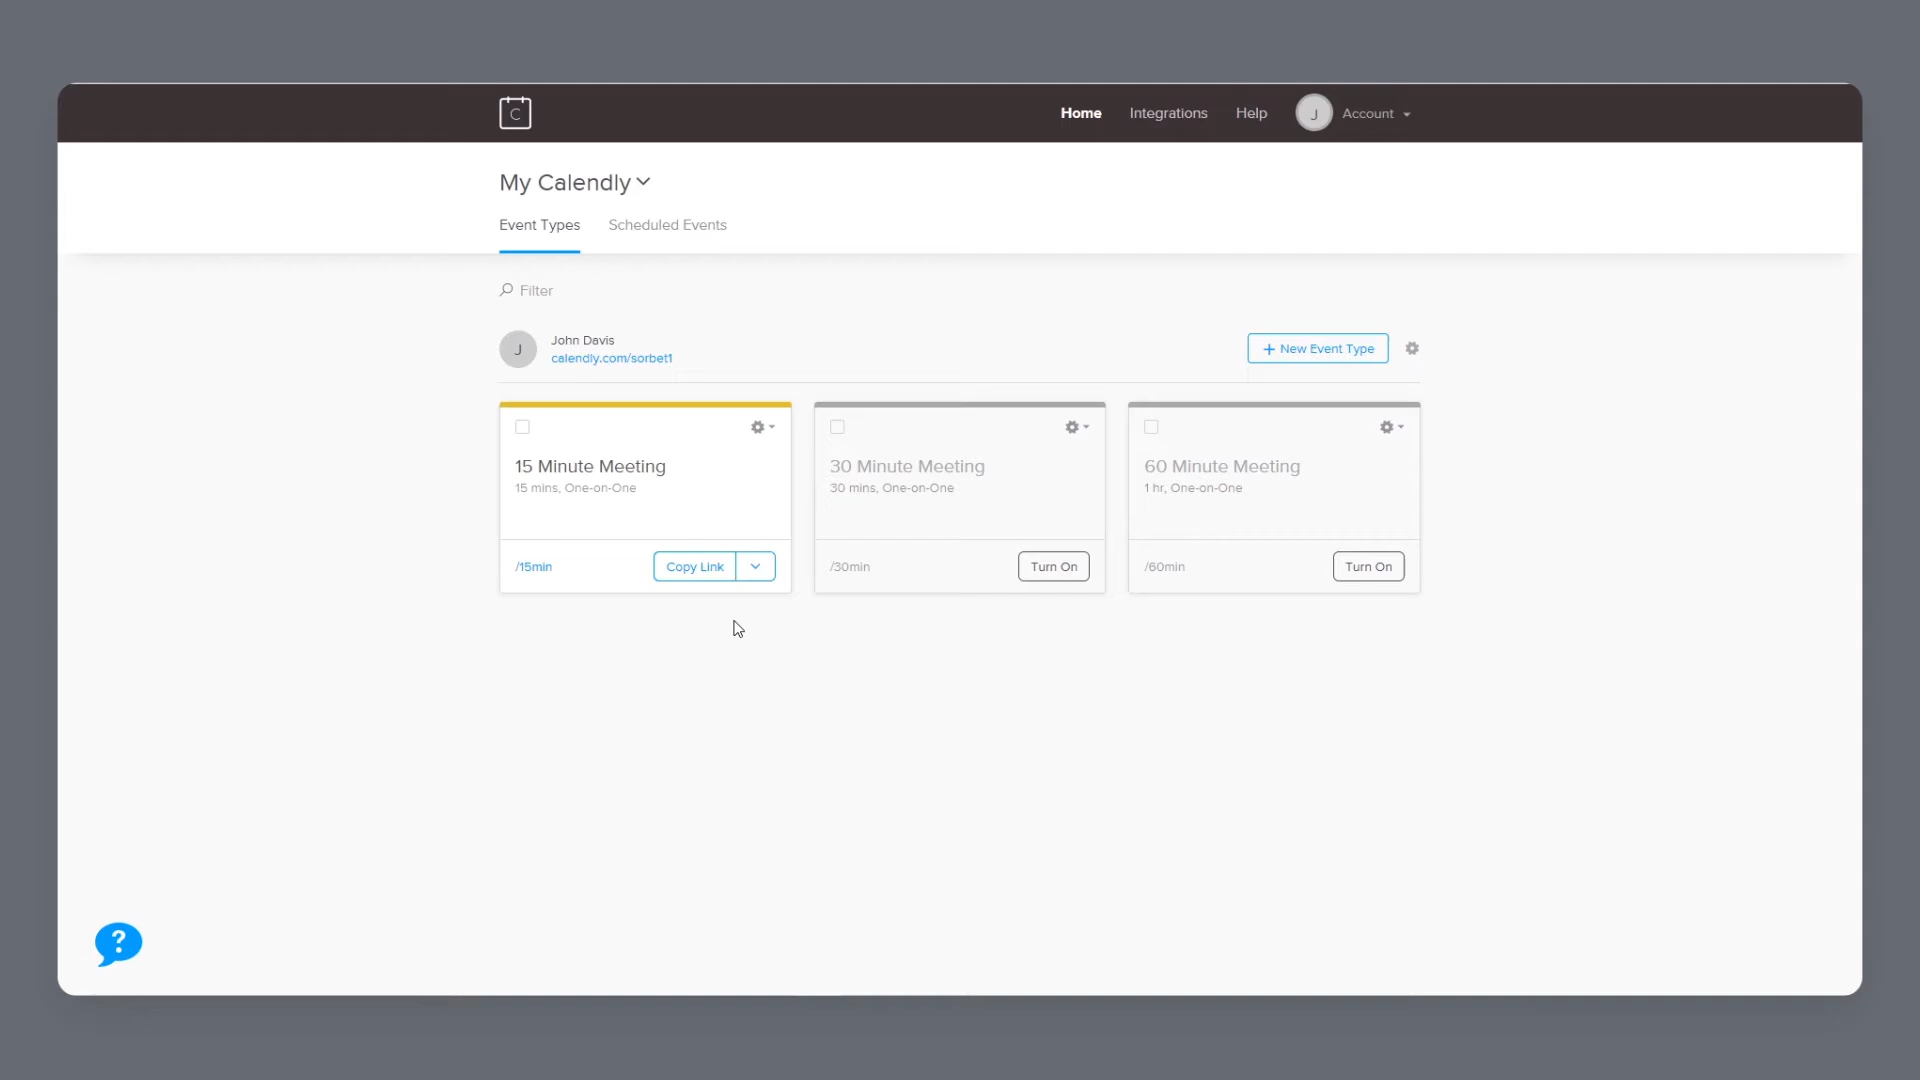 C
Home Integrations Help J Account
My Calendly
Event Types Scheduled Events
Filter
J John Davis
calendly.com/sorbet1
+ New Event Type
15 Minute Meeting
15 mins, One-on-One
/15min Copy Link
30 Minute Meeting
30 mins, One-on-One
/30min Turn On
60 Minute Meeting
1 hr, One-on-One
/60min Turn On
?